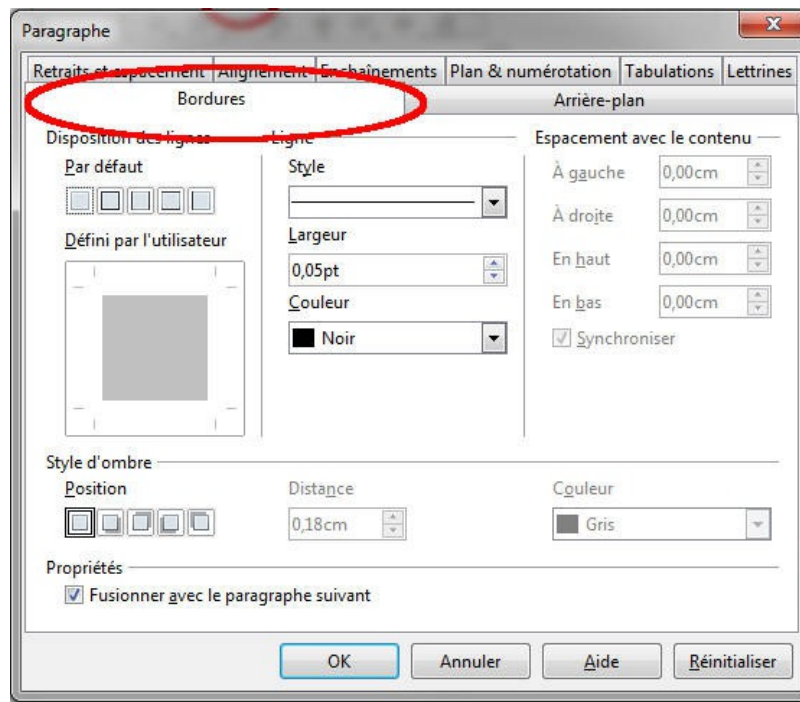 Paragraphe
Retraits et espacement Alignement Enchaînements Plan & numérotation Tabulations Lettrines
Bordures Arrière-plan
Disposition des lignes Ligne Espacement avec le contenu
Par défaut Style À gauche 0,00cm
À droite 0,00cm
Défini par l'utilisateur Largeur
0,05pt En haut 0,00cm
Couleur En bas 0,00cm
Noir Synchroniser
Style d'ombre
Position Distance Couleur
0,18cm Gris
Propriétés
Fusionner avec le paragraphe suivant
OK Annuler Aide Réinitialiser